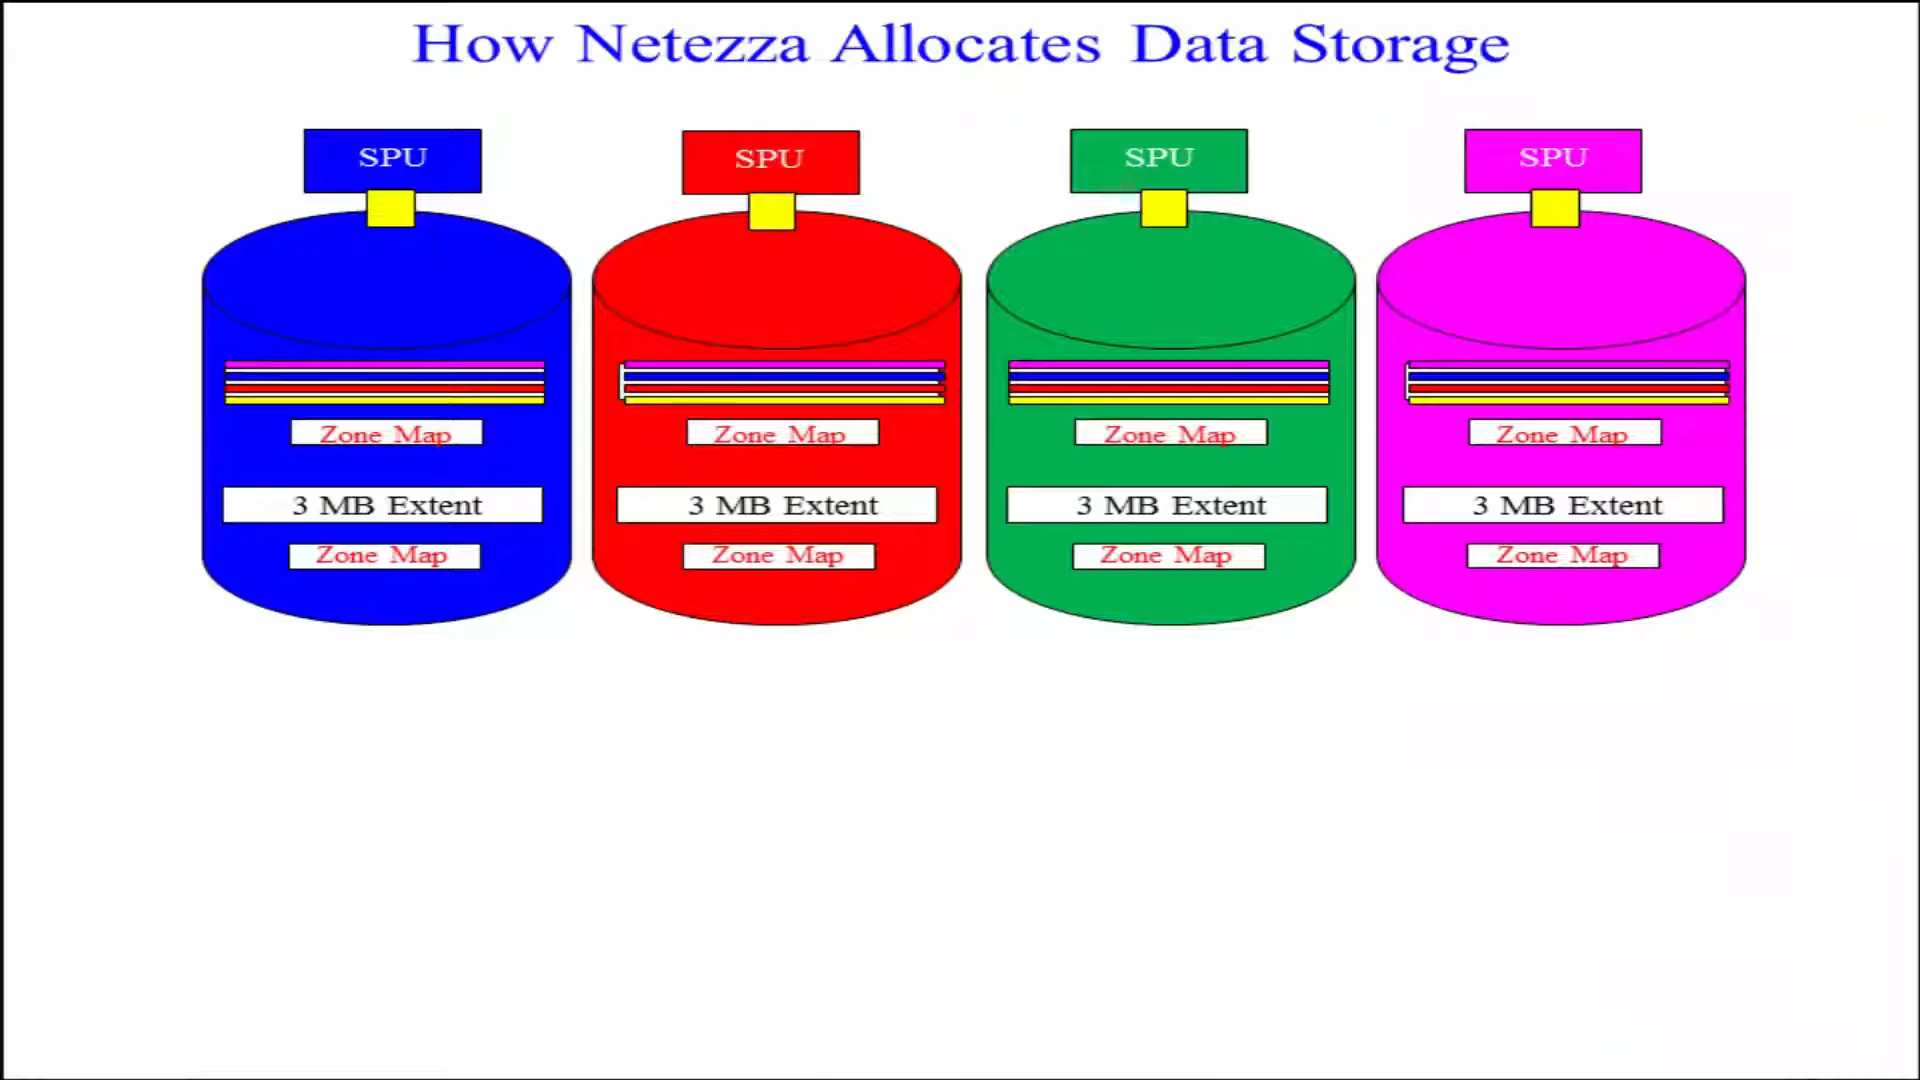 How Netezza Allocates Data Storage
SPU SPU SPU SPU
Zone Map Zone Map Zone Map Zone Map
3 MB Extent 3 MB Extent 3 MB Extent 3 MB Extent
Zone Map Zone Map Zone Map Zone Map